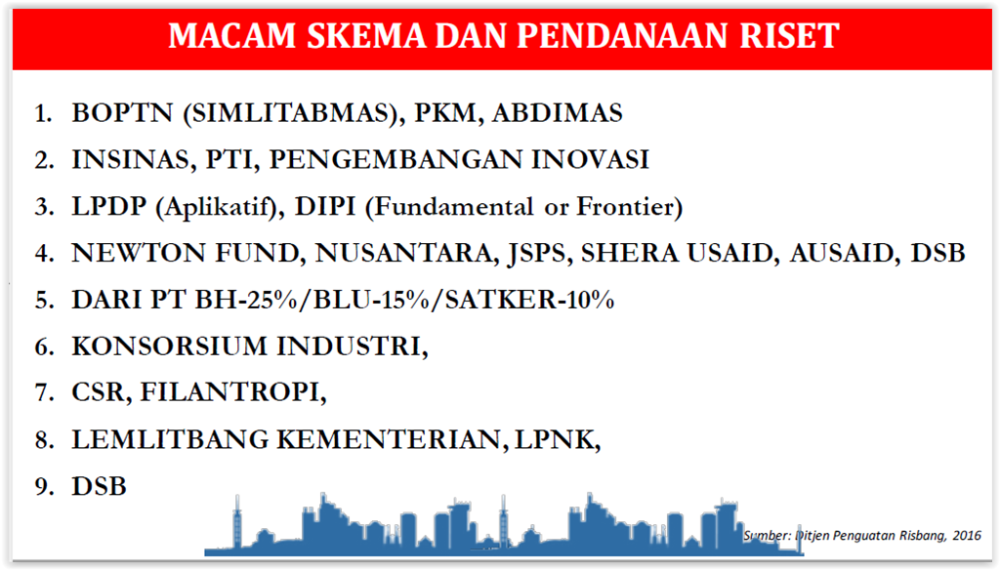 MACAM SKEMA DAN PENDANAAN RISET
1. BOPTN (SIMLITABMAS), PKM, ABDIMAS
2. INSINAS, PTI, PENGEMBANGAN INOVASI
3. LPDP (Aplikatif), DIPI (Fundamental or Frontier)
4. NEWTON FUND, NUSANTARA, JSPS, SHERA USAID, AUSAID, DSB
5. DARI PT BH-25%/BLU-15%/SATKER-10%
6. KONSORSIUM INDUSTRI,
7. CSR, FILANTROPI,
8. LEMLITBANG KEMENTERIAN, LPNK,
9. DSB
Sumber: Ditjen Penguatan Risbang, 2016